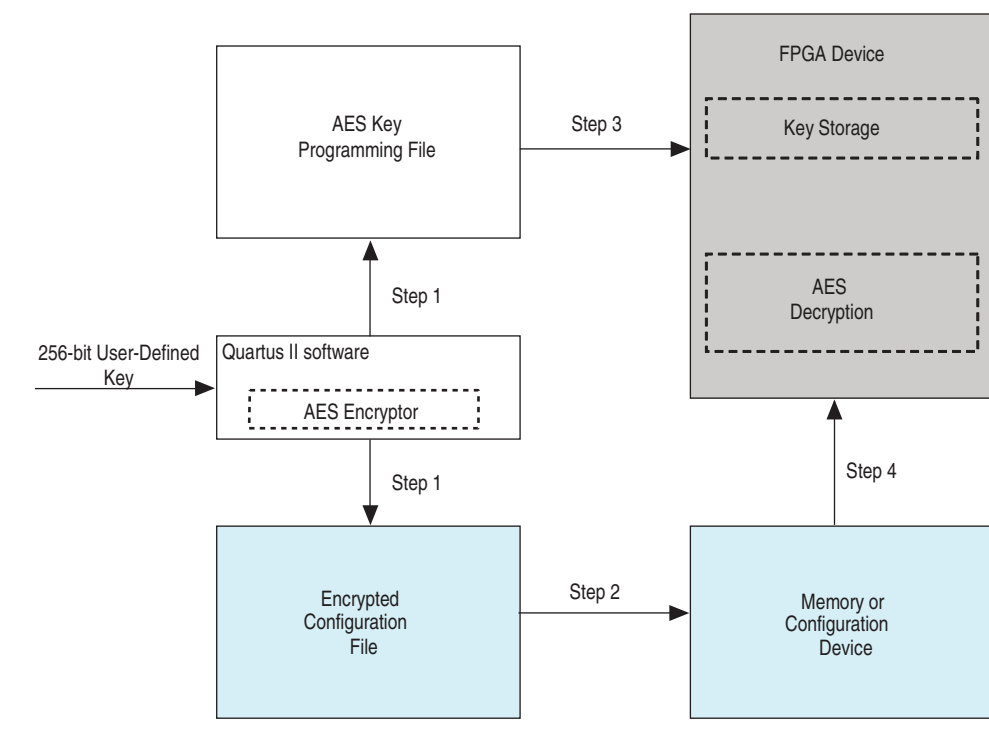 FPGA Device
AES Key
Programming File
Step 3
Key Storage
AES
Decryption
Step 1
256-bit User-Defined
Key
Quartus II software
AES Encryptor
Step 1
Step 4
Encrypted
Configuration
File
Step 2
Memory or
Configuration
Device